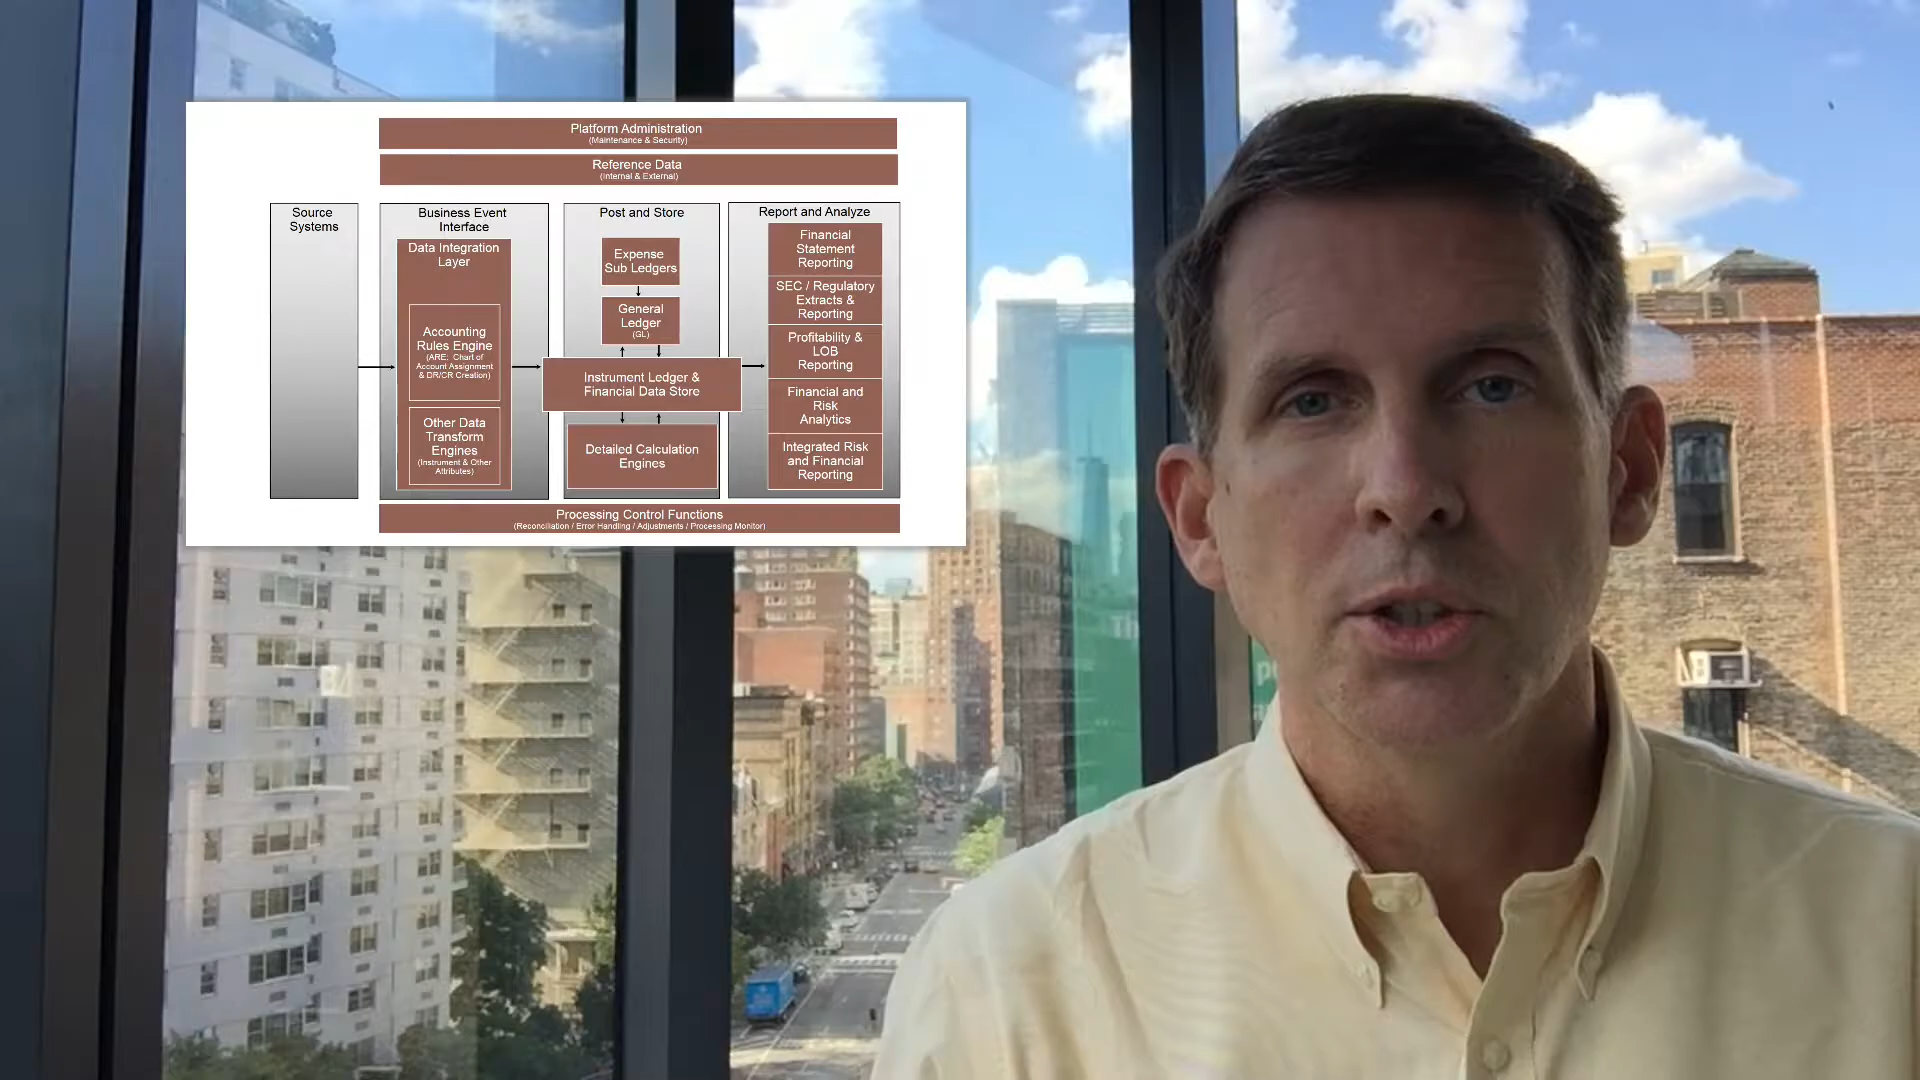 Platform Administration
(Maintenance & Security)
Reference Data
(Internal & External)
Source
Systems
Business Event
Interface
Data Integration
Layer
Accounting
Rules Engine
(ARE: Chart of
Account Assignment
& DR/CR Creation)
Other Data
Transform
Engines
(Instrument & Other
Attributes)
Post and Store
Expense
Sub Ledgers
General
Ledger
(GL)
Instrument Ledger &
Financial Data Store
Detailed Calculation
Engines
Report and Analyze
Financial
Statement
Reporting
SEC / Regulatory
Extracts &
Reporting
Profitability &
LOB
Reporting
Financial and
Risk
Analytics
Integrated Risk
and Financial
Reporting
Processing Control Functions
(Reconciliation / Error Handling / Adjustments / Processing Monitor)